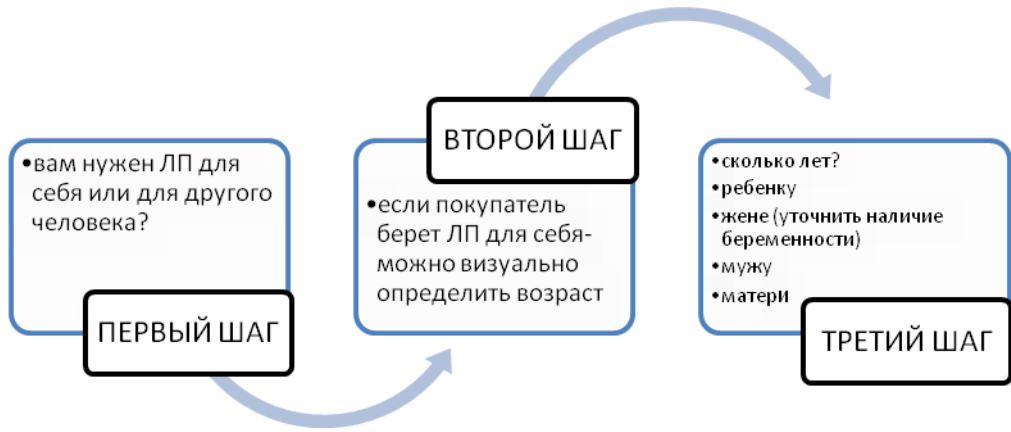 •вам нужен ЛП для
себя или для другого
человека?
ПЕРВЫЙ ШАГ
ВТОРОЙ ШАГ
•если покупатель
берет ЛП для себя-
можно визуально
определить возраст
•сколько лет?
•ребенку
•жене (уточнить наличие
беременности)
•мужу
•матери
ТРЕТИЙ ШАГ